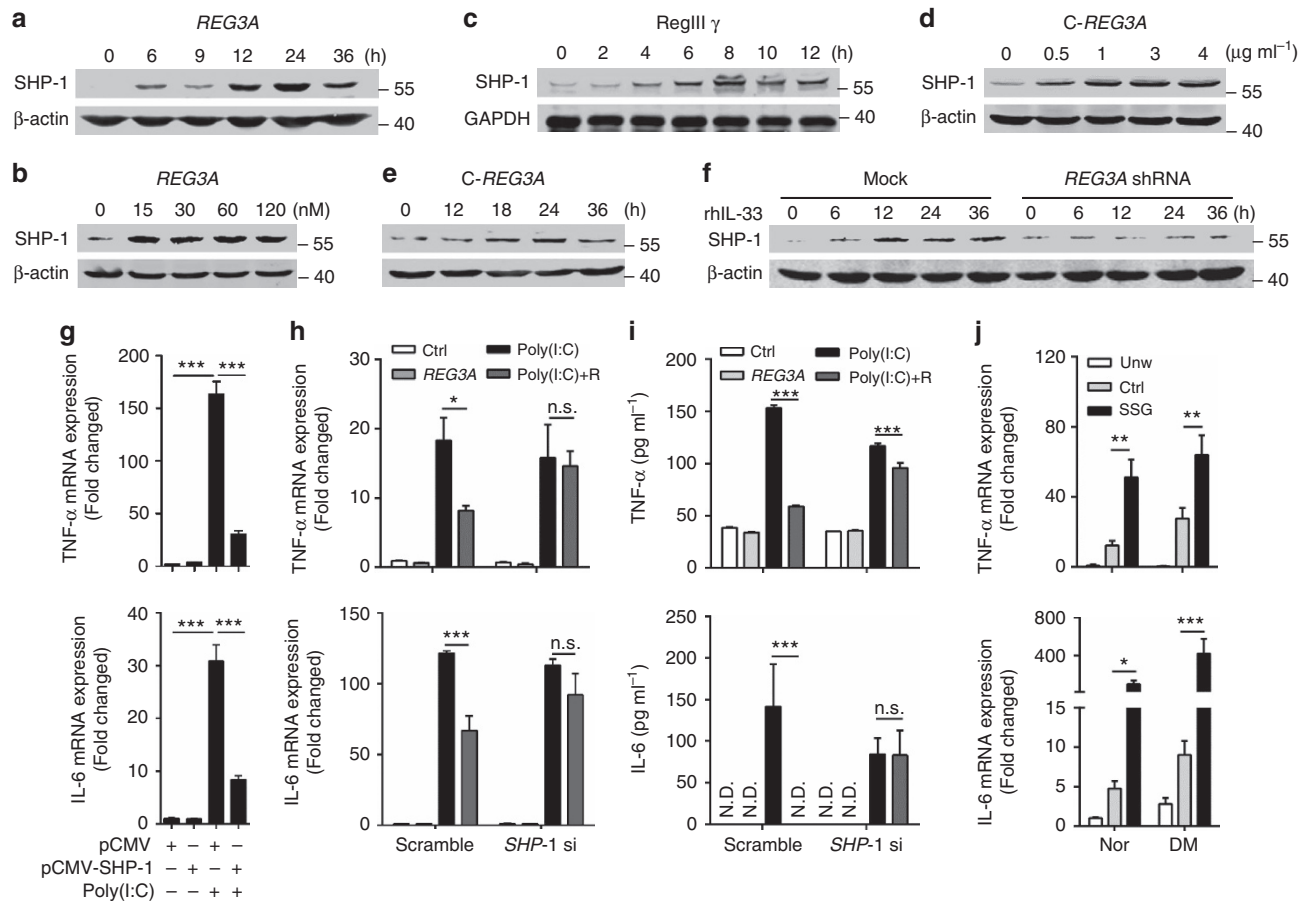 a
REG3A
0 6 9 12 24 36 (h)
SHP-1
55
β-actin
40
c
RegIII γ
0 2 4 6 8 10 12 (h)
SHP-1
55
GAPDH
40
d
C-REG3A
0 0.5 1 3 4 (μg ml⁻¹)
SHP-1
55
β-actin
40
b
REG3A
0 15 30 60 120 (nM)
SHP-1
55
β-actin
40
e
C-REG3A
0 12 18 24 36 (h)
55
40
f
Mock REG3A shRNA
rhIL-33 0 6 12 24 36 0 6 12 24 36 (h)
SHP-1
55
β-actin
40
g
TNF-α mRNA expression
(Fold changed)
200
150
100
50
0
*** ***
IL-6 mRNA expression
(Fold changed)
40
30
20
10
0
*** ***
pCMV + − + −
pCMV-SHP-1 − + − +
Poly(I:C) − − + +
h
Ctrl Poly(I:C)
REG3A Poly(I:C)+R
TNF-α mRNA expression
(Fold changed)
30
20
10
0
* n.s.
IL-6 mRNA expression
(Fold changed)
150
100
50
0
*** n.s.
Scramble SHP-1 si
i
Ctrl Poly(I:C)
REG3A Poly(I:C)+R
TNF-α (pg ml⁻¹)
200
150
100
50
0
*** ***
IL-6 (pg ml⁻¹)
250
200
150
100
50
0
*** n.s.
N.D. N.D. N.D. N.D. N.D.
Scramble SHP-1 si
j
Unw
Ctrl
SSG
TNF-α mRNA expression
(Fold changed)
120
80
40
0
** **
IL-6 mRNA expression
(Fold changed)
800
400
15
10
5
0
* ***
Nor DM